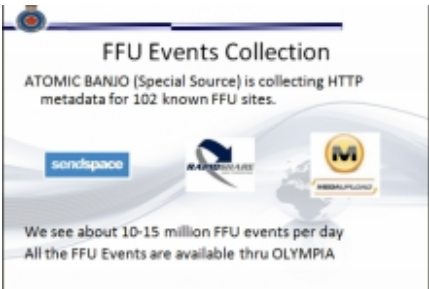 FFU Events Collection
ATOMIC BANJO (Special Source) is collecting HTTP
metadata for 102 known FFU sites.
sendspace
RAPIDSHARE
M
MEGAUPLOAD
We see about 10-15 million FFU events per day
All the FFU Events are available thru OLYMPIA